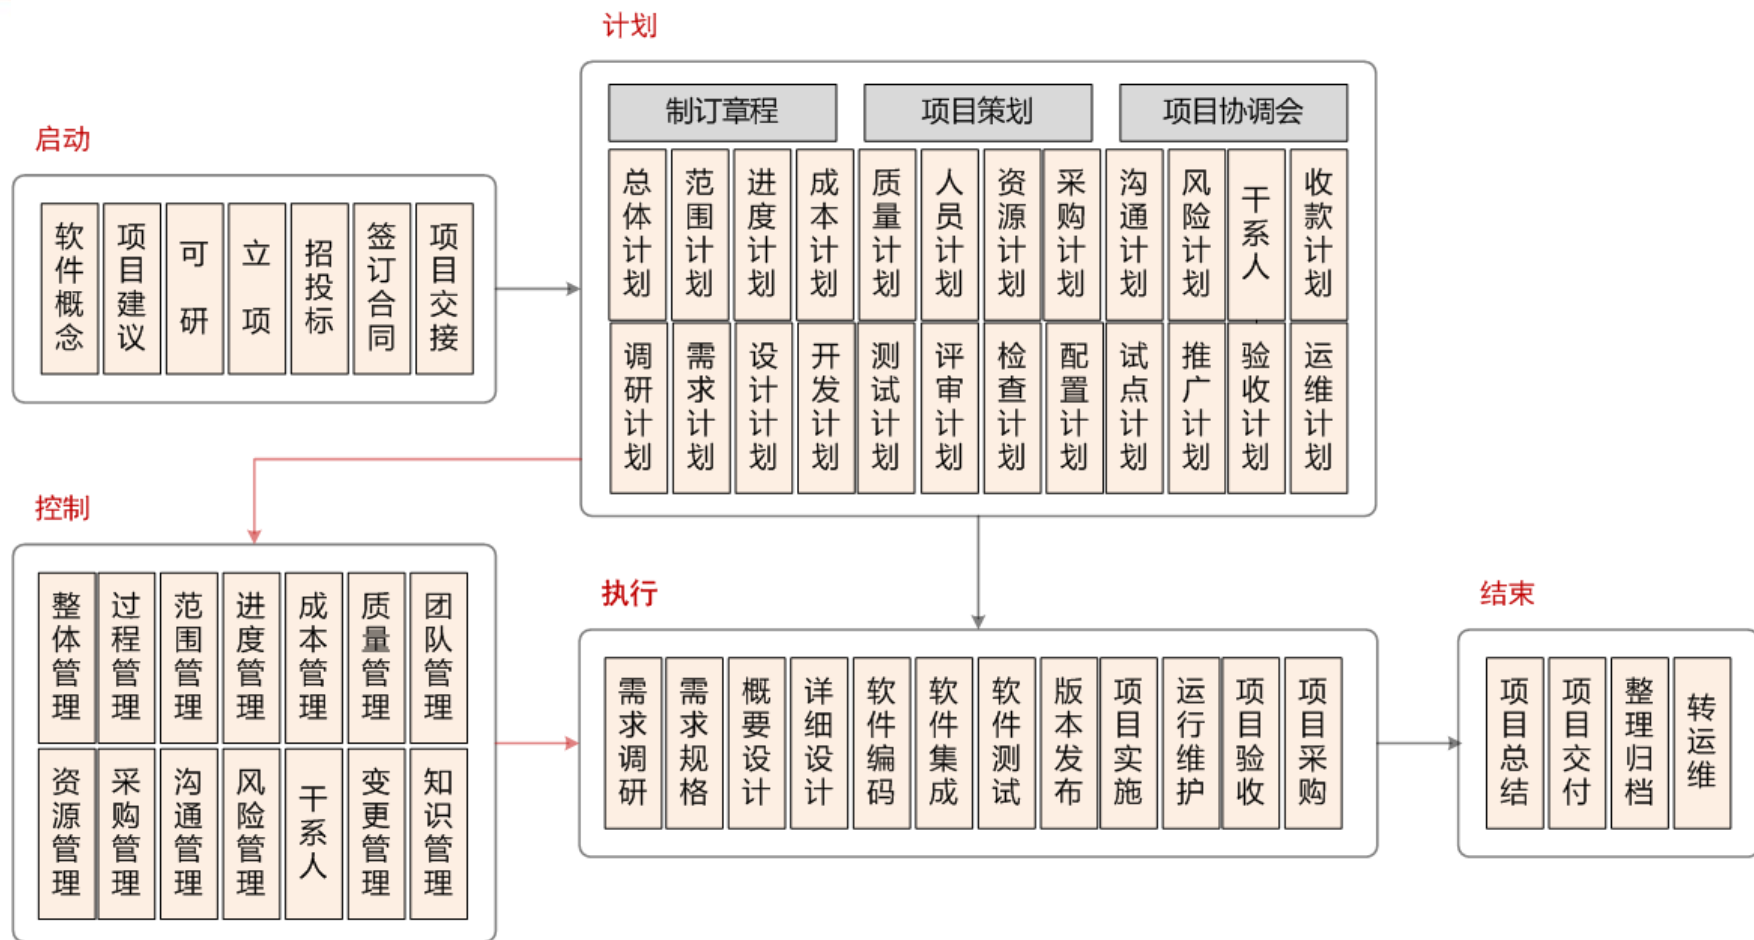 计划
制订章程
项目策划
项目协调会
启动
总体计划
范围计划
进度计划
成本计划
质量计划
人员计划
资源计划
采购计划
沟通计划
风险计划
干系人
收款计划
软件概念
项目建议
可研
立项
招投标
签订合同
项目交接
调研计划
需求计划
设计计划
开发计划
测试计划
评审计划
检查计划
配置计划
试点计划
推广计划
验收计划
运维计划
控制
整体管理
过程管理
范围管理
进度管理
成本管理
质量管理
团队管理
资源管理
采购管理
沟通管理
风险管理
干系人
变更管理
知识管理
执行
需求调研
需求规格
概要设计
详细设计
软件编码
软件集成
软件测试
版本发布
项目实施
运行维护
项目验收
项目采购
结束
项目总结
项目交付
整理归档
转运维